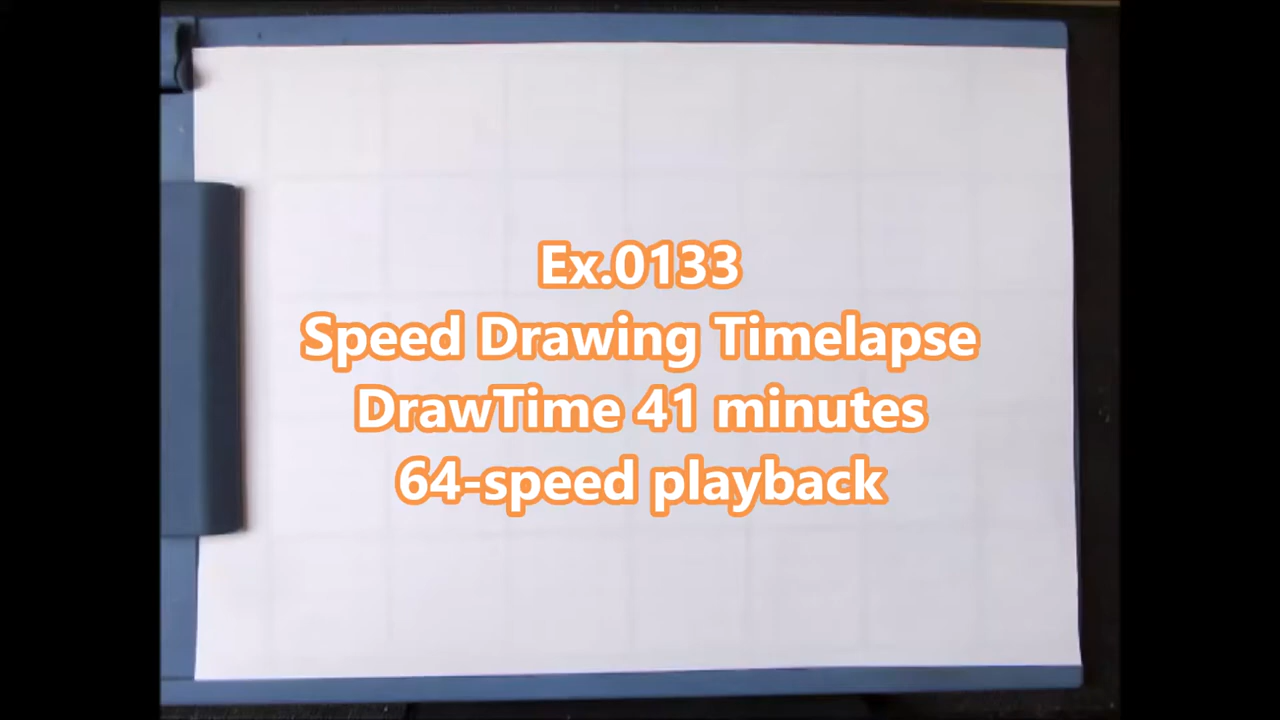 Ex.0133
Speed Drawing Timelapse
DrawTime 41 minutes
64-speed playback